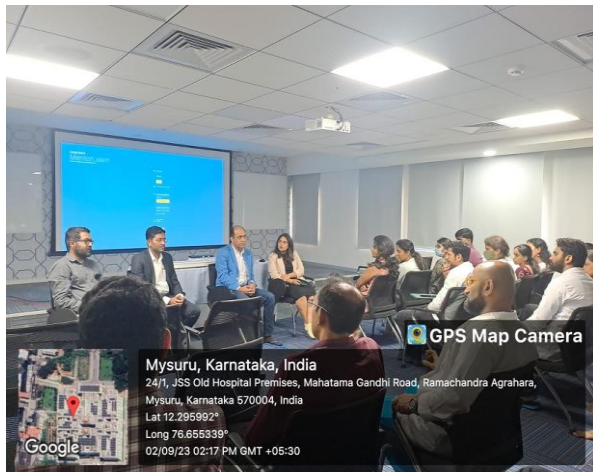 GPS Map Camera
Mysuru, Karnataka, India
24/1, JSS Old Hospital Premises, Mahatama Gandhi Road, Ramachandra Agrahara,
Mysuru, Karnataka 570004, India
Lat 12.295992°
Long 76.655339°
02/09/23 02:17 PM GMT +05:30
Google